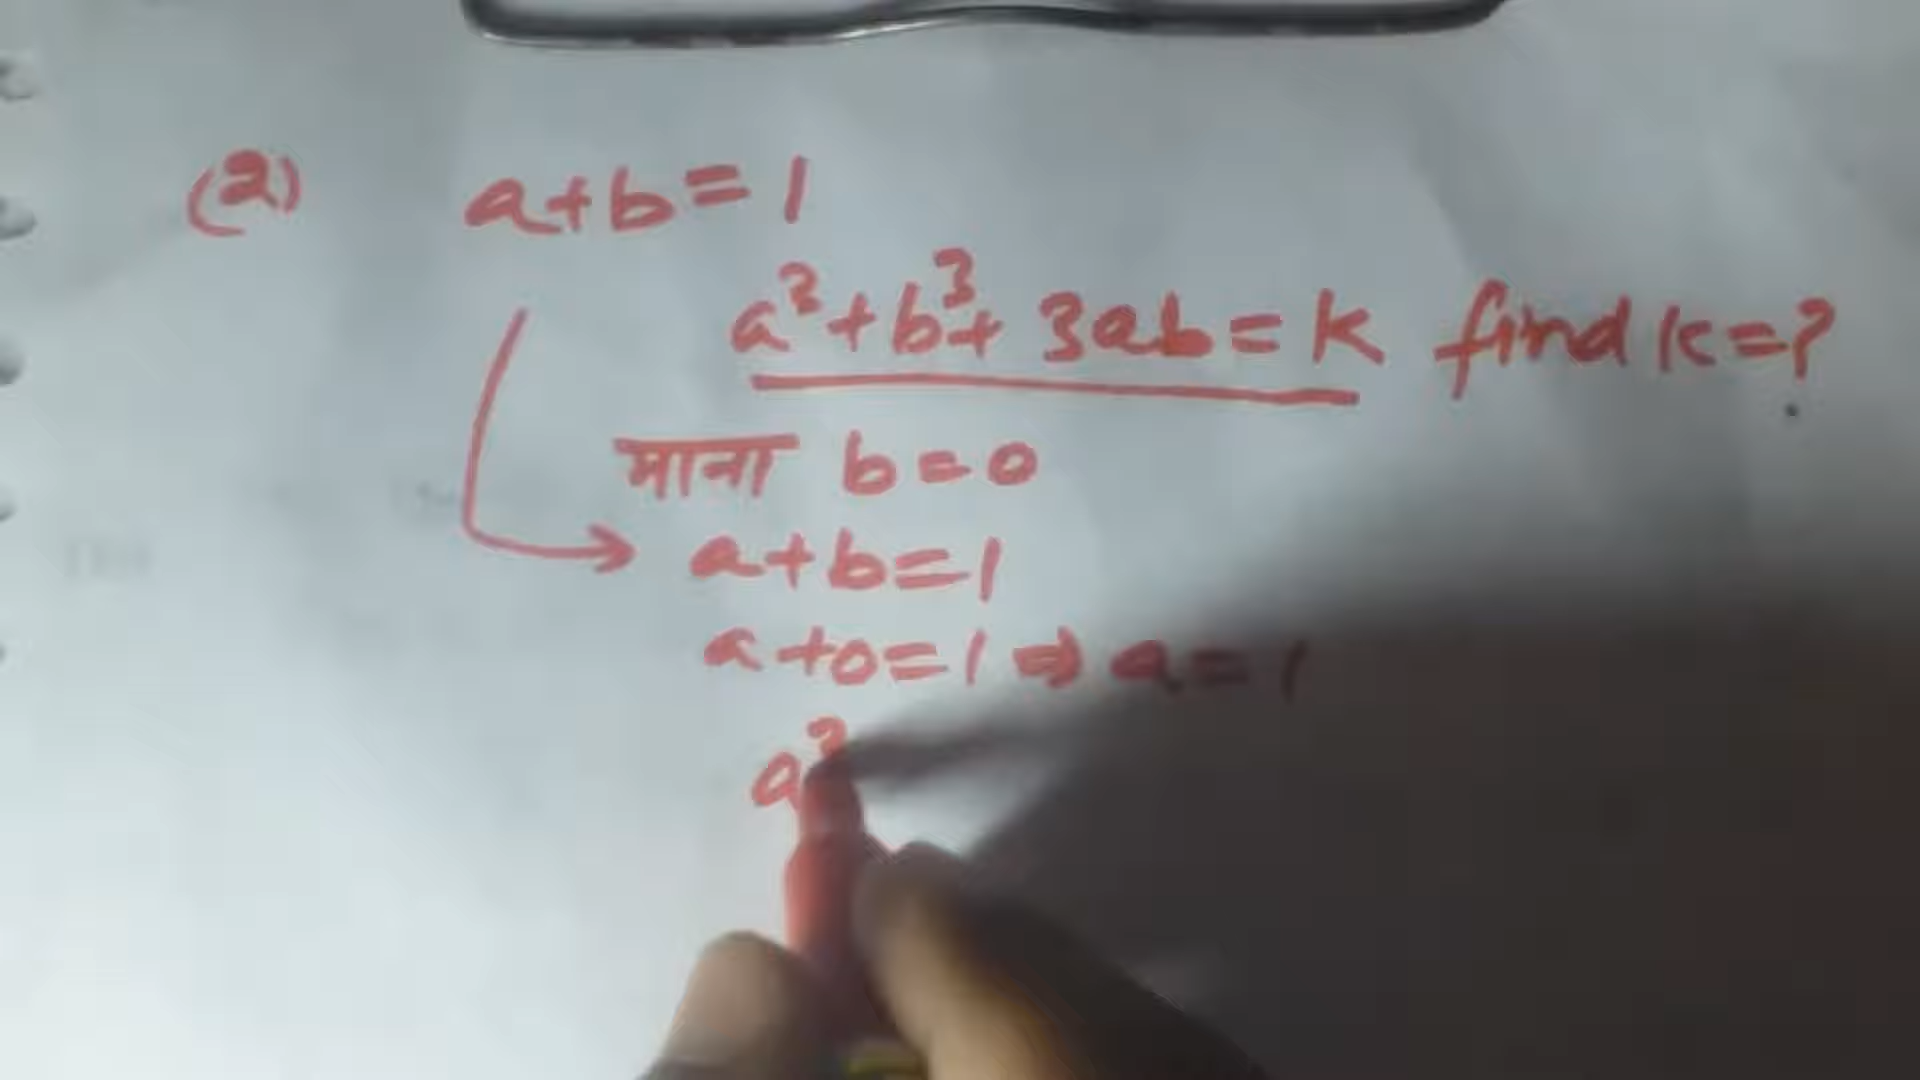 (2) a+b=1
a³+b³+3ab=k find k=?
माना b=0
a+b=1
a+0=1⇒a=1
a³